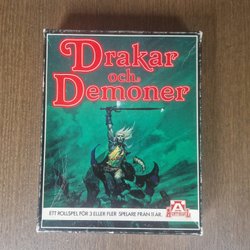 Drakar
och
Demoner
ETT ROLLSPEL FÖR 3 ELLER FLER SPELARE FRÅN 11 ÅR.